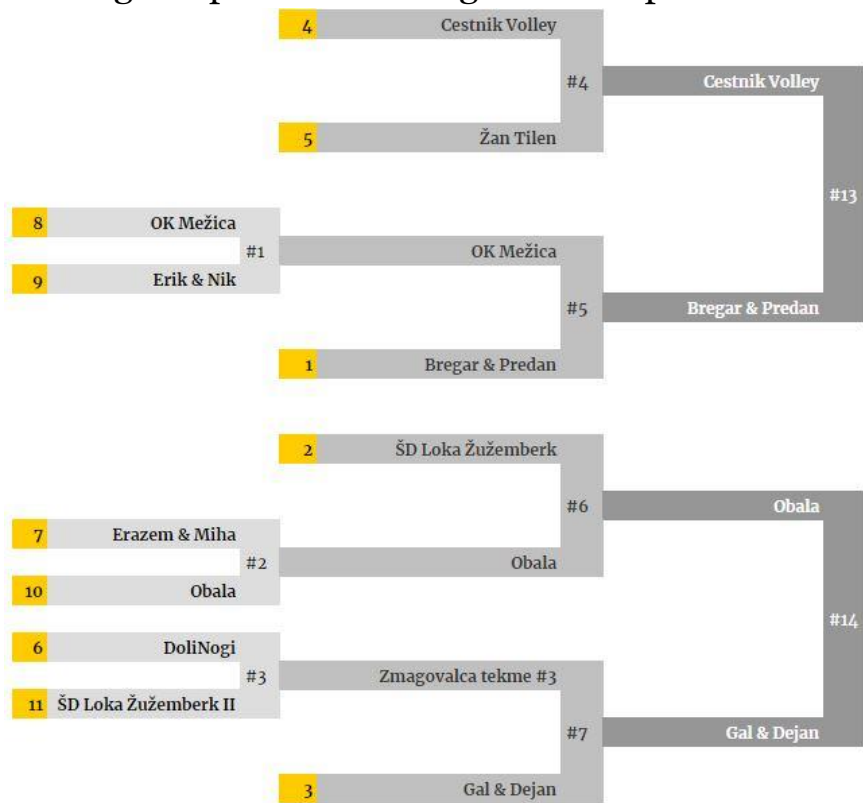 4 Cestnik Volley
#4
Cestnik Volley
5 Žan Tilen
#13
8 OK Mežica
#1
OK Mežica
9 Erik & Nik
#5
Bregar & Predan
1 Bregar & Predan
2 ŠD Loka Žužemberk
#6
Obala
7 Erazem & Miha
#2
Obala
10 Obala
#14
6 DoliNogi
#3
Zmagovalca tekme #3
11 ŠD Loka Žužemberk II
#7
Gal & Dejan
3 Gal & Dejan